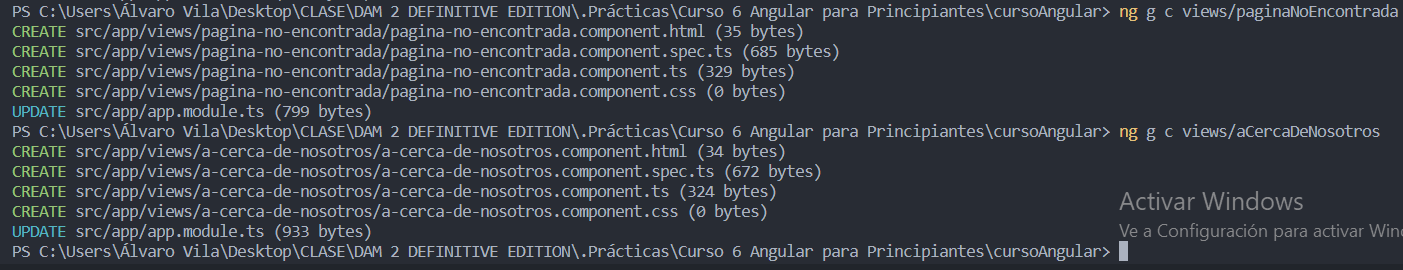 PS C:\Users\Álvaro Vila\Desktop\CLASE\DAM 2 DEFINITIVE EDITION\.Prácticas\Curso 6 Angular para Principiantes\cursoAngular> ng g c views/paginaNoEncontrada
CREATE src/app/views/pagina-no-encontrada/pagina-no-encontrada.component.html (35 bytes)
CREATE src/app/views/pagina-no-encontrada/pagina-no-encontrada.component.spec.ts (685 bytes)
CREATE src/app/views/pagina-no-encontrada/pagina-no-encontrada.component.ts (329 bytes)
CREATE src/app/views/pagina-no-encontrada/pagina-no-encontrada.component.css (0 bytes)
UPDATE src/app/app.module.ts (799 bytes)
PS C:\Users\Álvaro Vila\Desktop\CLASE\DAM 2 DEFINITIVE EDITION\.Prácticas\Curso 6 Angular para Principiantes\cursoAngular> ng g c views/aCercaDeNosotros
CREATE src/app/views/a-cerca-de-nosotros/a-cerca-de-nosotros.component.html (34 bytes)
CREATE src/app/views/a-cerca-de-nosotros/a-cerca-de-nosotros.component.spec.ts (672 bytes)
CREATE src/app/views/a-cerca-de-nosotros/a-cerca-de-nosotros.component.ts (324 bytes)
CREATE src/app/views/a-cerca-de-nosotros/a-cerca-de-nosotros.component.css (0 bytes)
UPDATE src/app/app.module.ts (933 bytes)
PS C:\Users\Álvaro Vila\Desktop\CLASE\DAM 2 DEFINITIVE EDITION\.Prácticas\Curso 6 Angular para Principiantes\cursoAngular>
Activar Windows
Ve a Configuración para activar Win